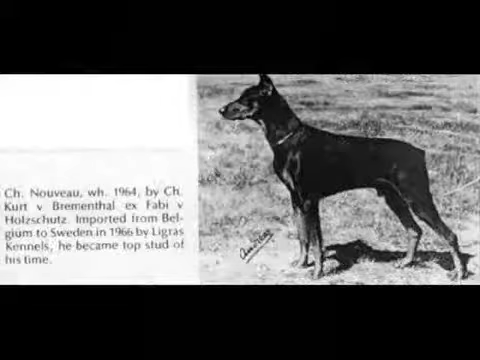 Ch. Nouveau, wh. 1964, by Ch.
Kurt v Brementhal ex Fabi v
Holzschutz. Imported from Bel-
gium to Sweden in 1966 by Ligras
Kennels, he became top stud of
his time.